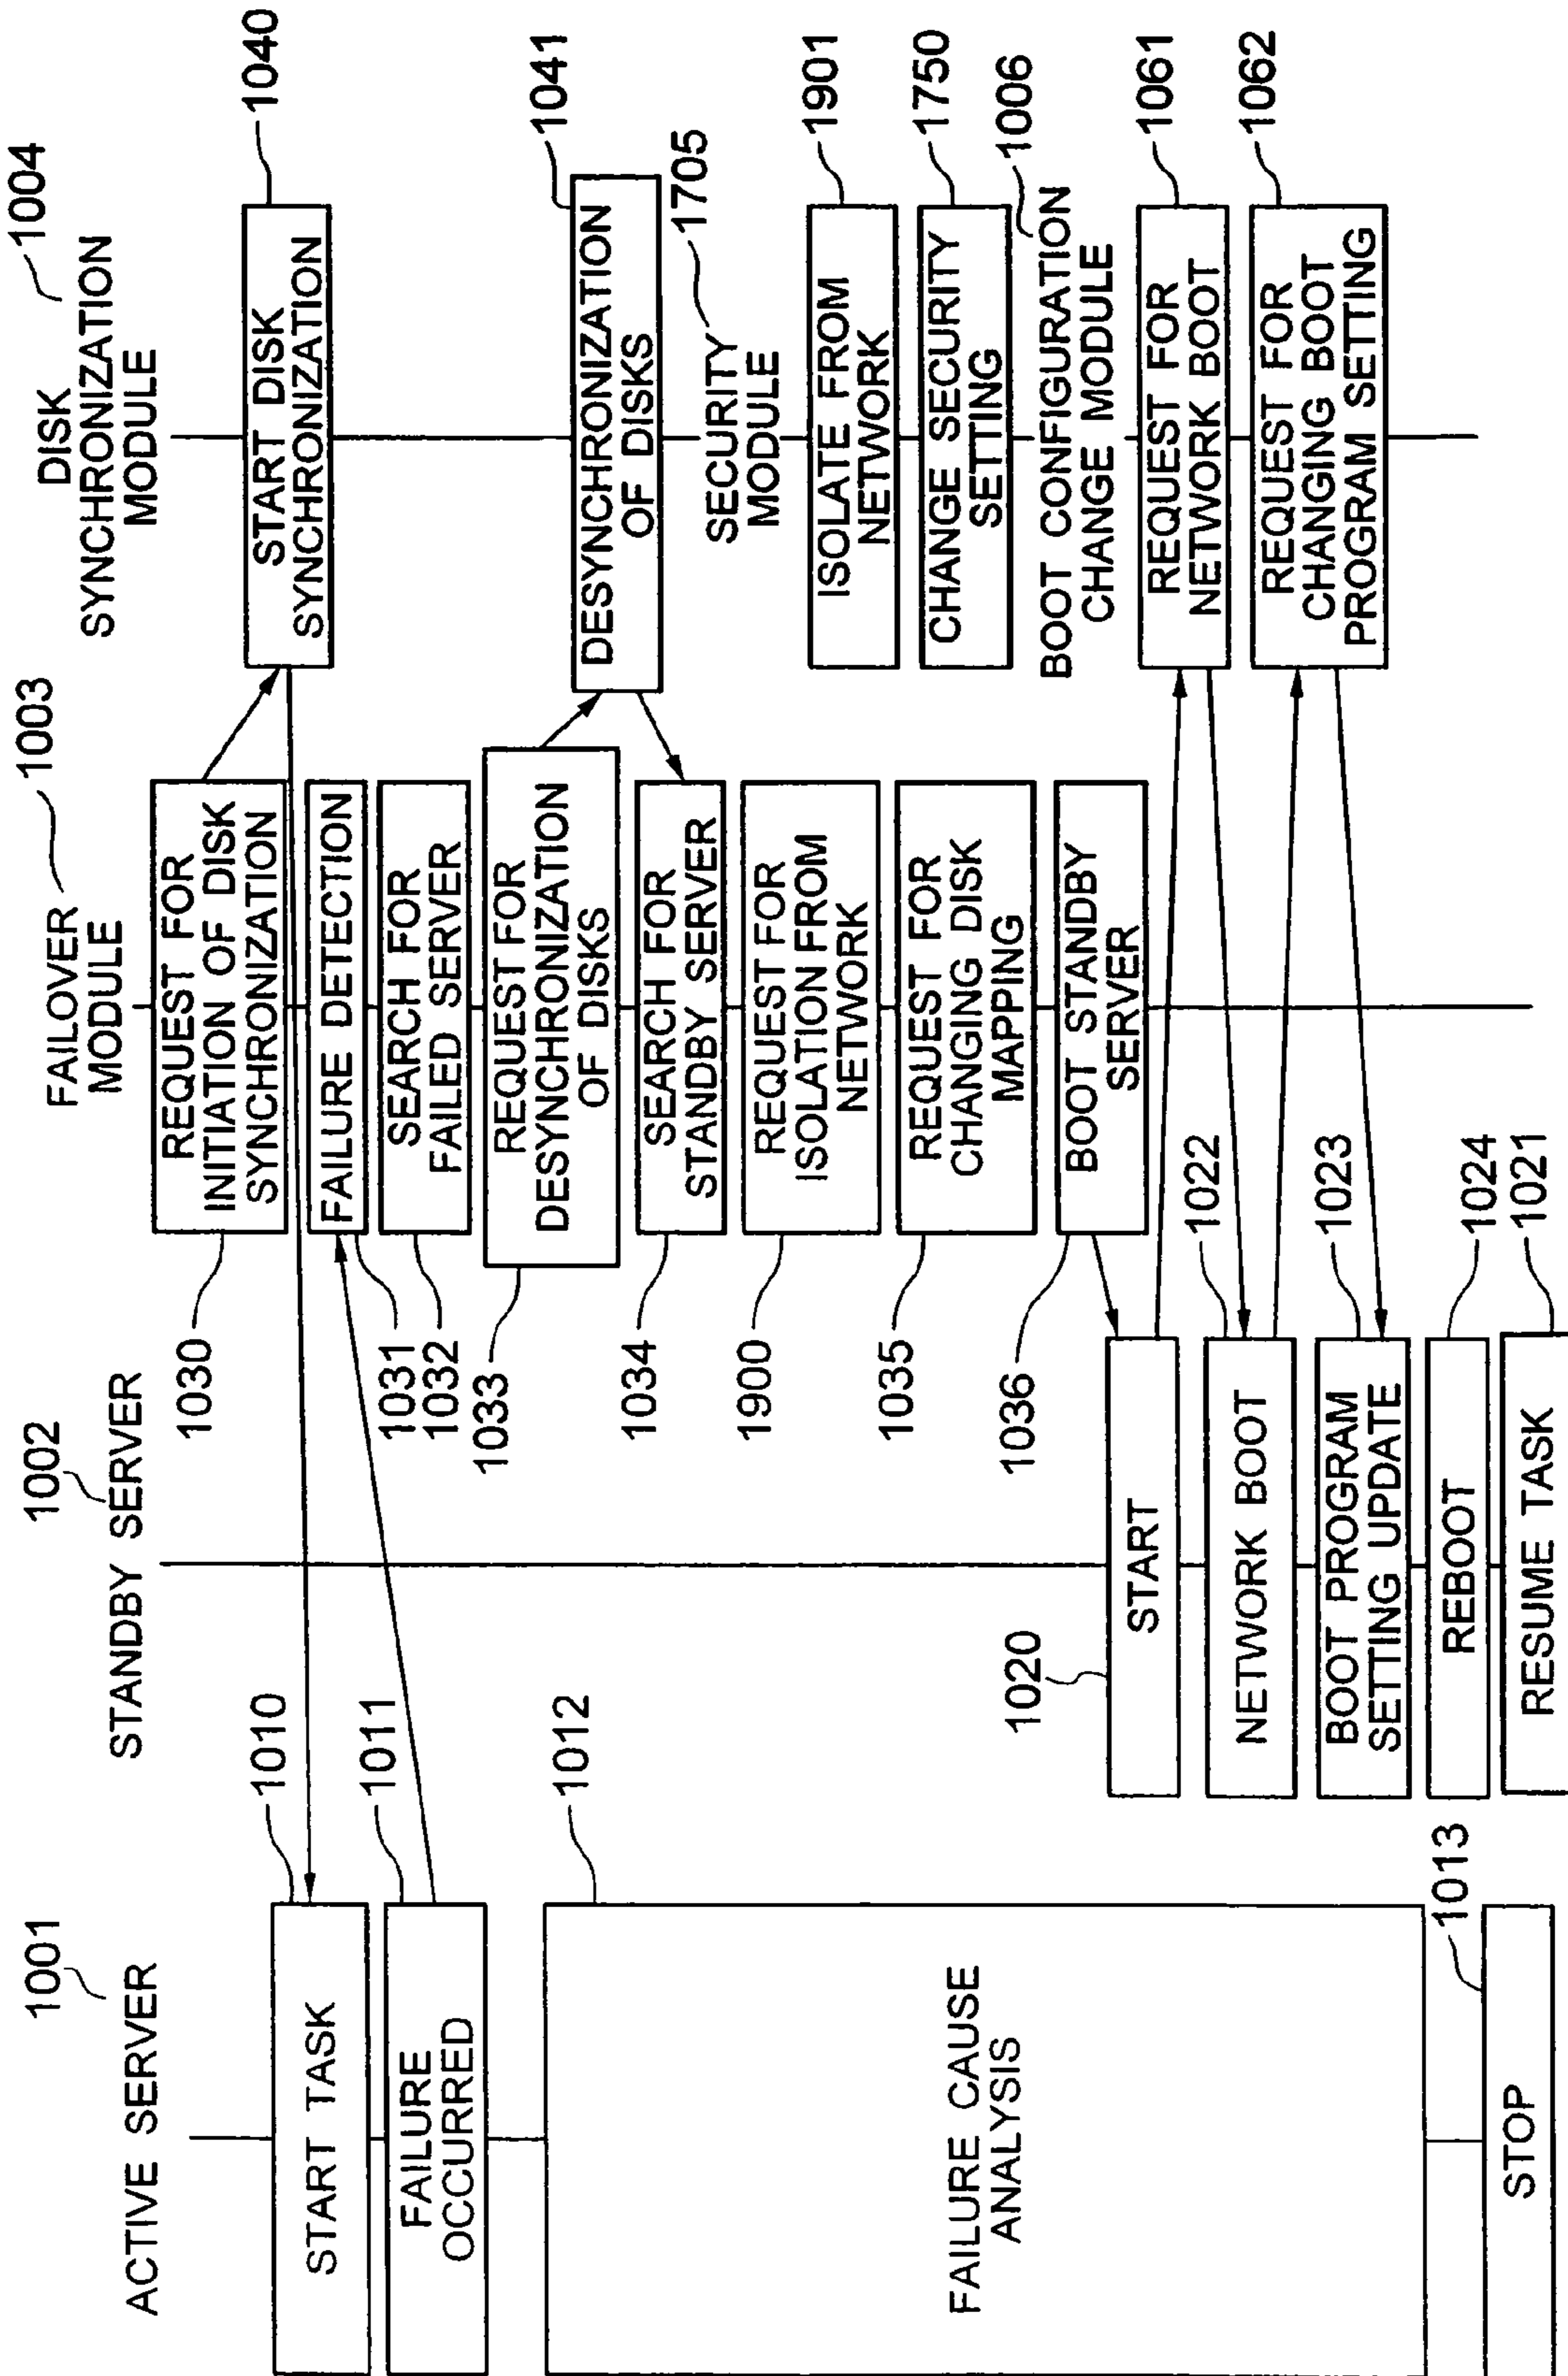 ACTIVE SERVER
1001
START TASK
1010
FAILURE
OCCURRED
1011
FAILURE CAUSE
ANALYSIS
1012
STOP
1013
STANDBY SERVER
1002
START
1020
NETWORK BOOT
1022
BOOT PROGRAM
SETTING UPDATE
1023
REBOOT
1024
RESUME TASK
1021
FAILOVER
MODULE
1003
REQUEST FOR
INITIATION OF DISK
SYNCHRONIZATION
1030
FAILURE DETECTION
1031
SEARCH FOR
FAILED SERVER
1032
REQUEST FOR
DESYNCHRONIZATION
OF DISKS
1033
SEARCH FOR
STANDBY SERVER
1034
REQUEST FOR
ISOLATION FROM
NETWORK
1900
REQUEST FOR
CHANGING DISK
MAPPING
1035
BOOT STANDBY
SERVER
1036
DISK
SYNCHRONIZATION
MODULE
1004
START DISK
SYNCHRONIZATION
1040
DESYNCHRONIZATION
OF DISKS
1041
SECURITY
MODULE
1705
ISOLATE FROM
NETWORK
1901
CHANGE SECURITY
SETTING
1750
BOOT CONFIGURATION
CHANGE MODULE
1006
REQUEST FOR
NETWORK BOOT
1061
REQUEST FOR
CHANGING BOOT
PROGRAM SETTING
1062